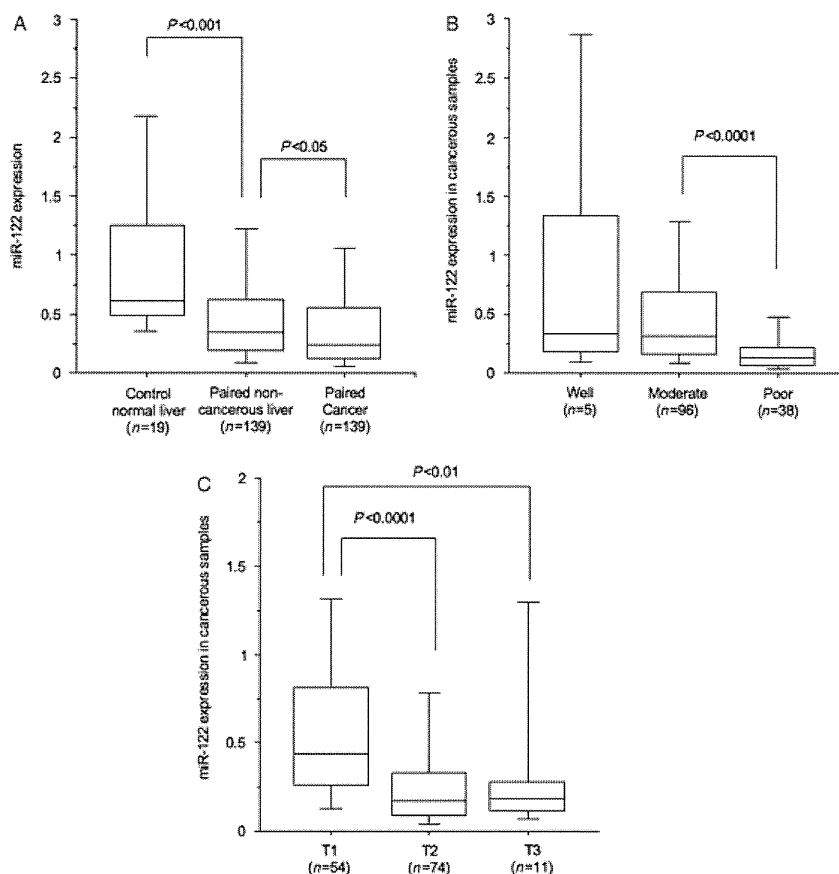 A
miR-122 expression
3
2.5
2
1.5
1
0.5
0
P<0.001
P<0.05
Control
normal liver
(n=19)
Paired non-
cancerous liver
(n=139)
Paired
Cancer
(n=139)
B
miR-122 expression in cancerous samples
3
2.5
2
1.5
1
0.5
0
P<0.0001
Well
(n=5)
Moderate
(n=96)
Poor
(n=38)
C
miR-122 expression in cancerous samples
2
1.5
1
0.5
0
P<0.01
P<0.0001
T1
(n=54)
T2
(n=74)
T3
(n=11)